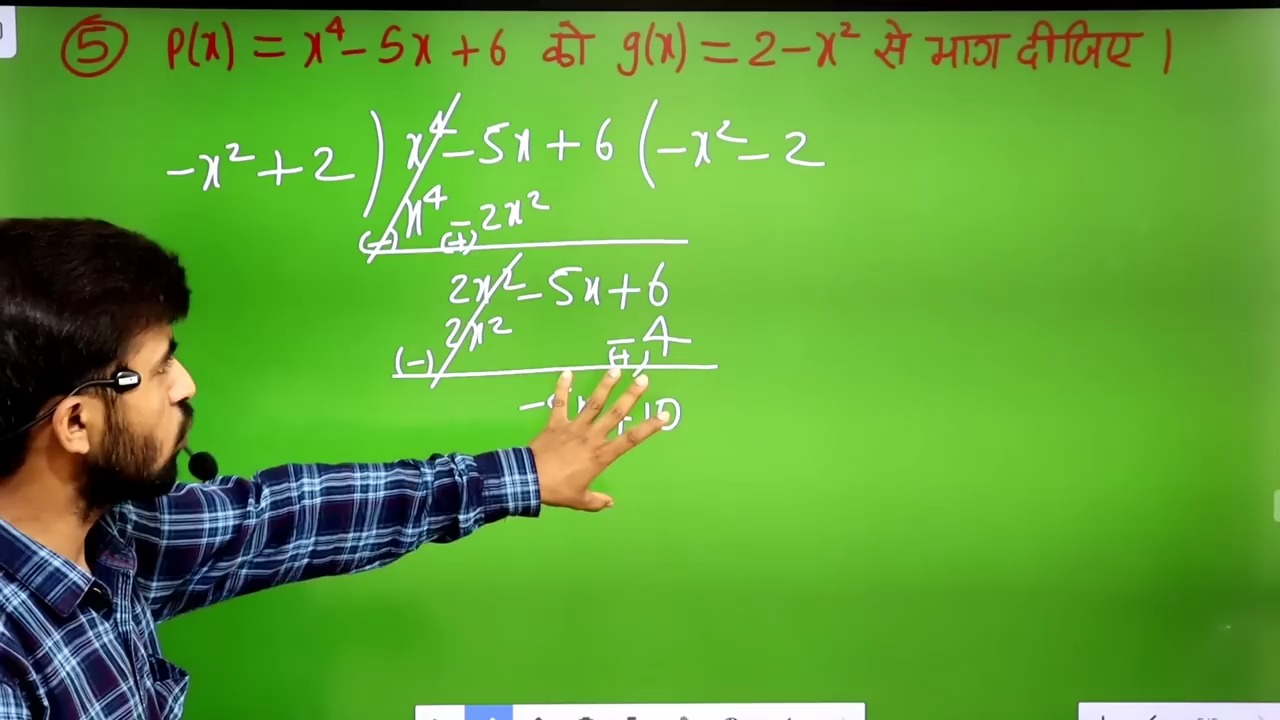 ⑤ P(x) = x⁴ - 5x + 6 को g(x) = 2 - x² से भाग दीजिए ।
-x² + 2 ) x⁴ - 5x + 6 ( -x² - 2
x⁴ - 2x²
(-) (+)
2x² - 5x + 6
2x² - 4
(-) (+)
+ 10